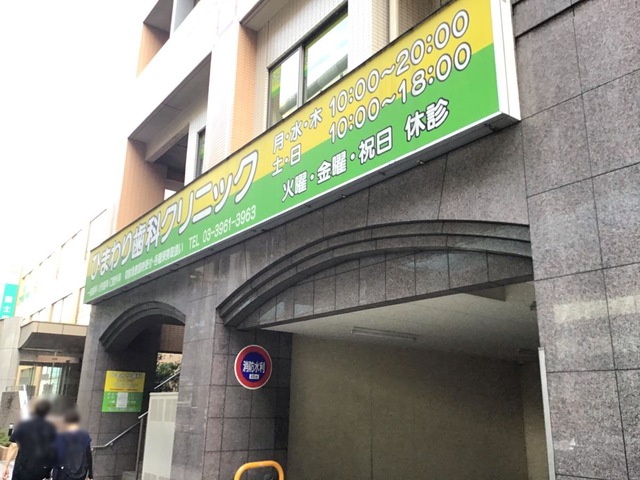 ひまわり歯科クリニック
TEL 03-3961-3963
月・水・木 10:00~20:00
土・日 10:00~18:00
火曜・金曜・祝日 休診
消防水利